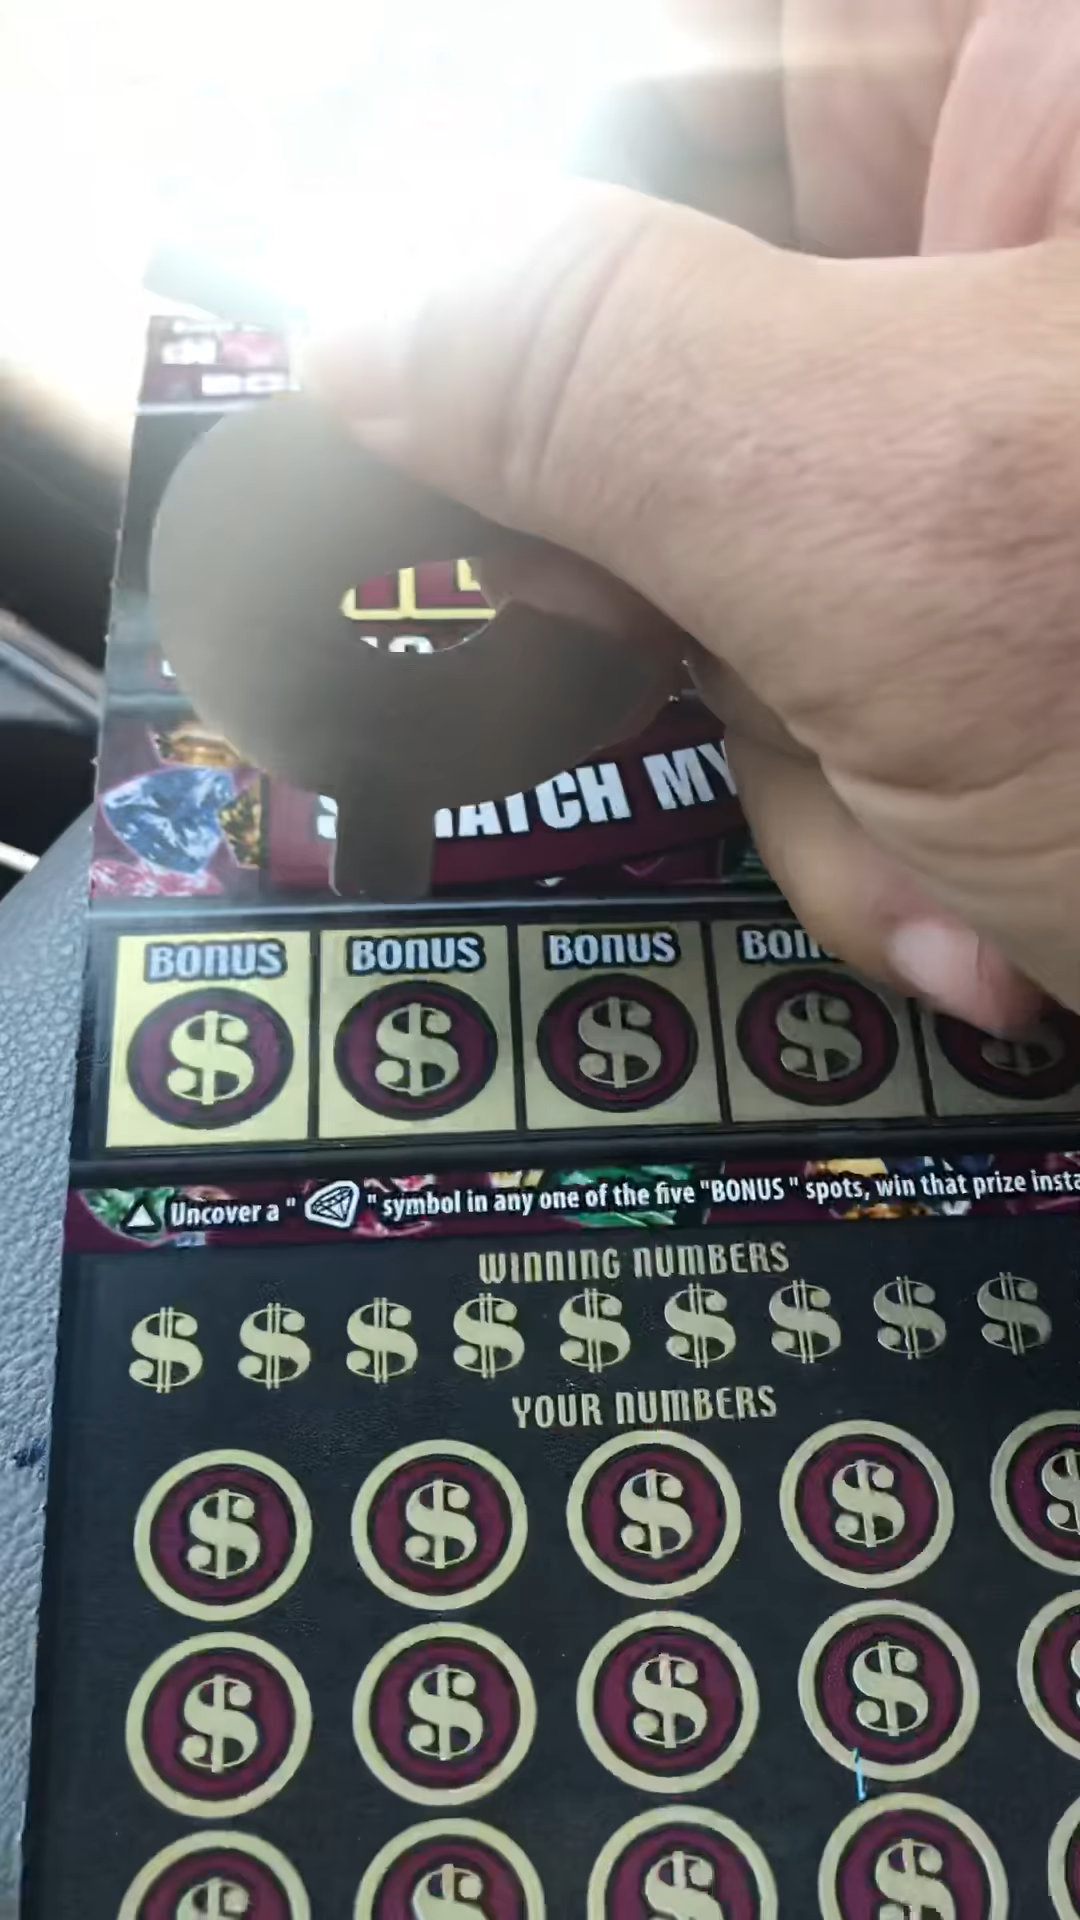 ATCH MY
BONUS BONUS BONUS
Uncover a " " symbol in any one of the five "BONUS" spots, win that prize
WINNING NUMBERS
$ $ $ $ $ $ $ $ $
YOUR NUMBERS